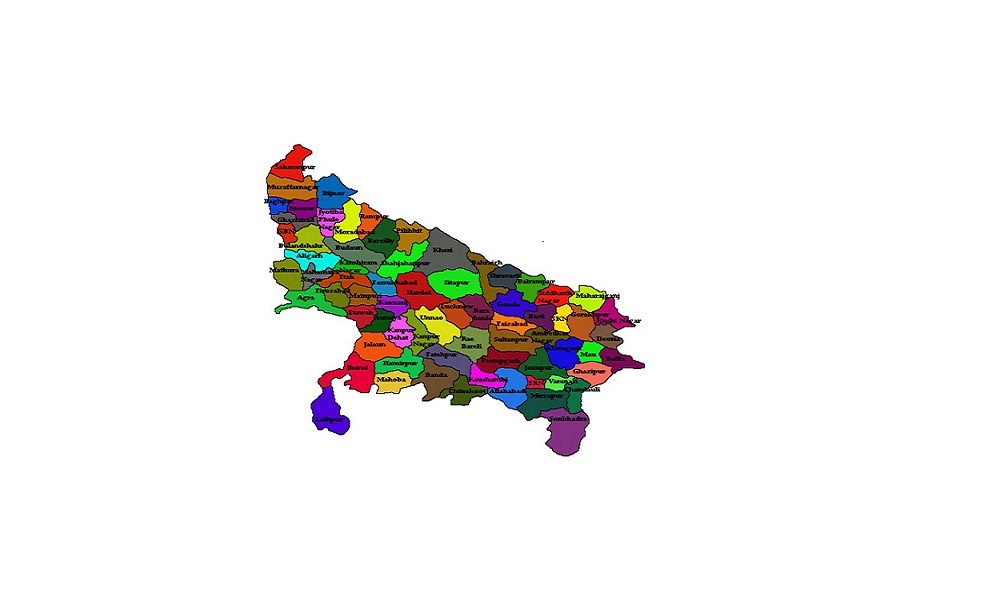 Saharanpur
Muzaffarnagar
Bijnor
Baghpat
Meerut
Jyotiba
Phule
Nagar
Ghaziabad
Rampur
GBN
Moradabad
Pilibhit
Bareilly
Bulandshahr
Budaun
Kheri
Aligarh
Kanshiram
Nagar
Shahjahanpur
Bahraich
Mathura
Mahamaya
Nagar
Etah
Shravasti
Farrukhabad
Sitapur
Balrampur
Firozabad
Hardoi
Agra
Mainpuri
Siddharth
Nagar
Maharajganj
Kannauj
Gonda
Etawah
Lucknow
Bara
Banki
Auraiya
Unnao
Basti
SKN
Gorakhpur
Kushi Nagar
Faizabad
Kanpur
Dehat
Kanpur
Nagar
Ambedkar
Nagar
Sultanpur
Deoria
Rae
Bareli
Jalaun
Azamgarh
Fatehpur
Mau
Ballia
Pratapgarh
Hamirpur
Jhansi
Jaunpur
Ghazipur
Banda
Mahoba
Kaushambi
SRN
Varanasi
Chitrakoot
Allahabad
Chandauli
Mirzapur
Lalitpur
Sonbhadra